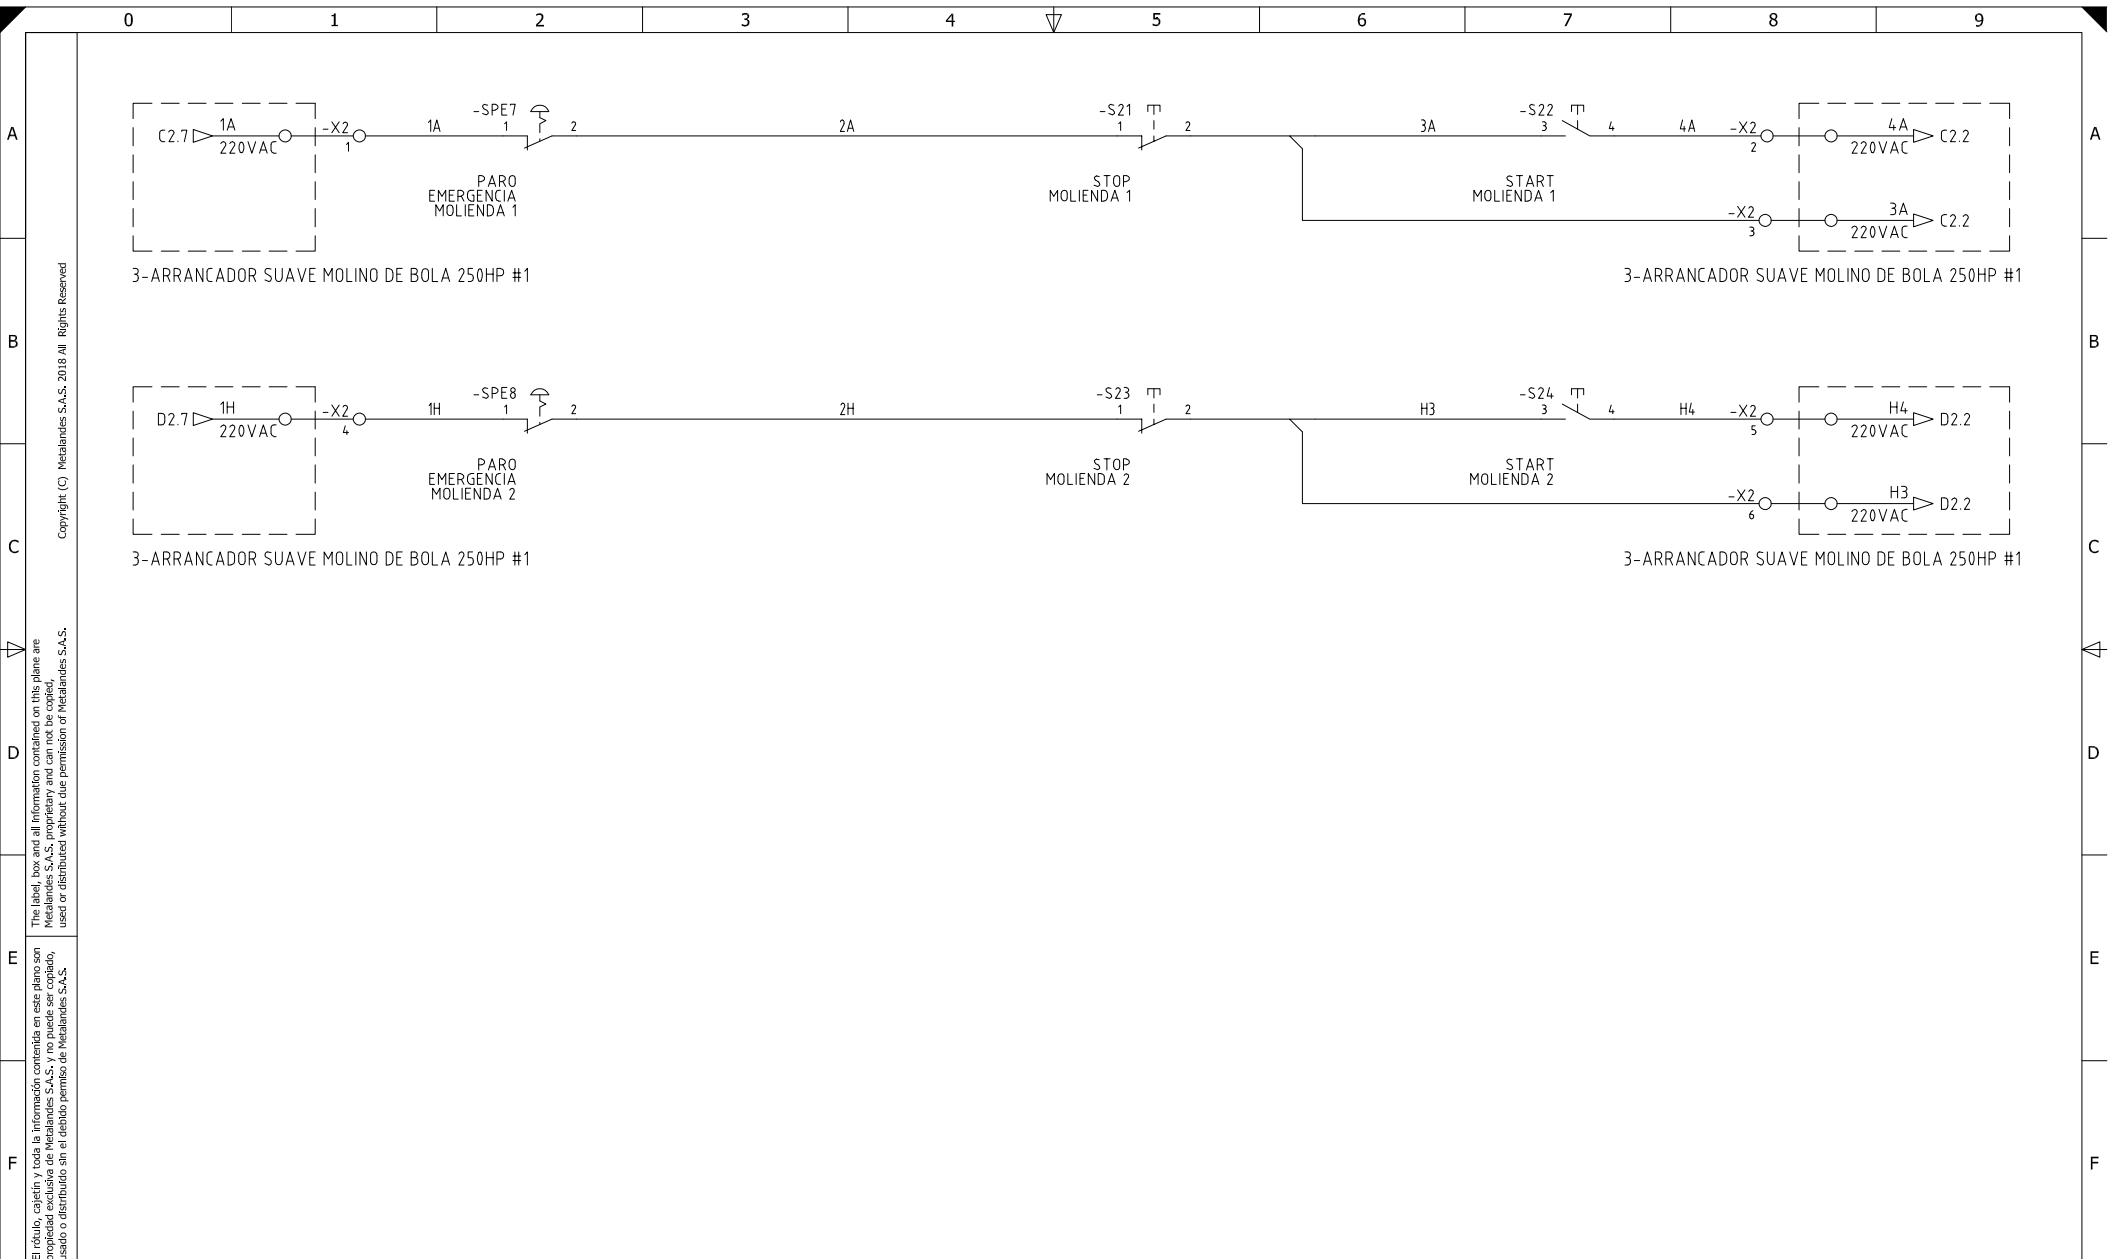 0 1 2 3 4 5 6 7 8 9
A A
C2.7 1A 220VAC -X2 1 1A -SPE7 1 2 2A -S21 1 2 3A -S22 3 4 4A -X2 2 4A 220VAC C2.2
PARO
EMERGENCIA
MOLIENDA 1
STOP
MOLIENDA 1
START
MOLIENDA 1
-X2 3 3A 220VAC C2.2
3-ARRANCADOR SUAVE MOLINO DE BOLA 250HP #1
3-ARRANCADOR SUAVE MOLINO DE BOLA 250HP #1
B B
D2.7 1H 220VAC -X2 4 1H -SPE8 1 2 2H -S23 1 2 H3 -S24 3 4 H4 -X2 5 H4 220VAC D2.2
PARO
EMERGENCIA
MOLIENDA 2
STOP
MOLIENDA 2
START
MOLIENDA 2
-X2 6 H3 220VAC D2.2
C C
3-ARRANCADOR SUAVE MOLINO DE BOLA 250HP #1
3-ARRANCADOR SUAVE MOLINO DE BOLA 250HP #1
D D
E E
F F
Copyright (C) Metalandes S.A.S. 2018 All Rights Reserved
The label, box and all information contained on this plane are
Metalandes S.A.S. proprietary and can not be copied,
used or distributed without due permission of Metalandes S.A.S.
El rótulo, cajetín y toda la información contenida en este plano son
propiedad exclusiva de Metalandes S.A.S. y no puede ser copiado,
usado o distribuido sin el debido permiso de Metalandes S.A.S.